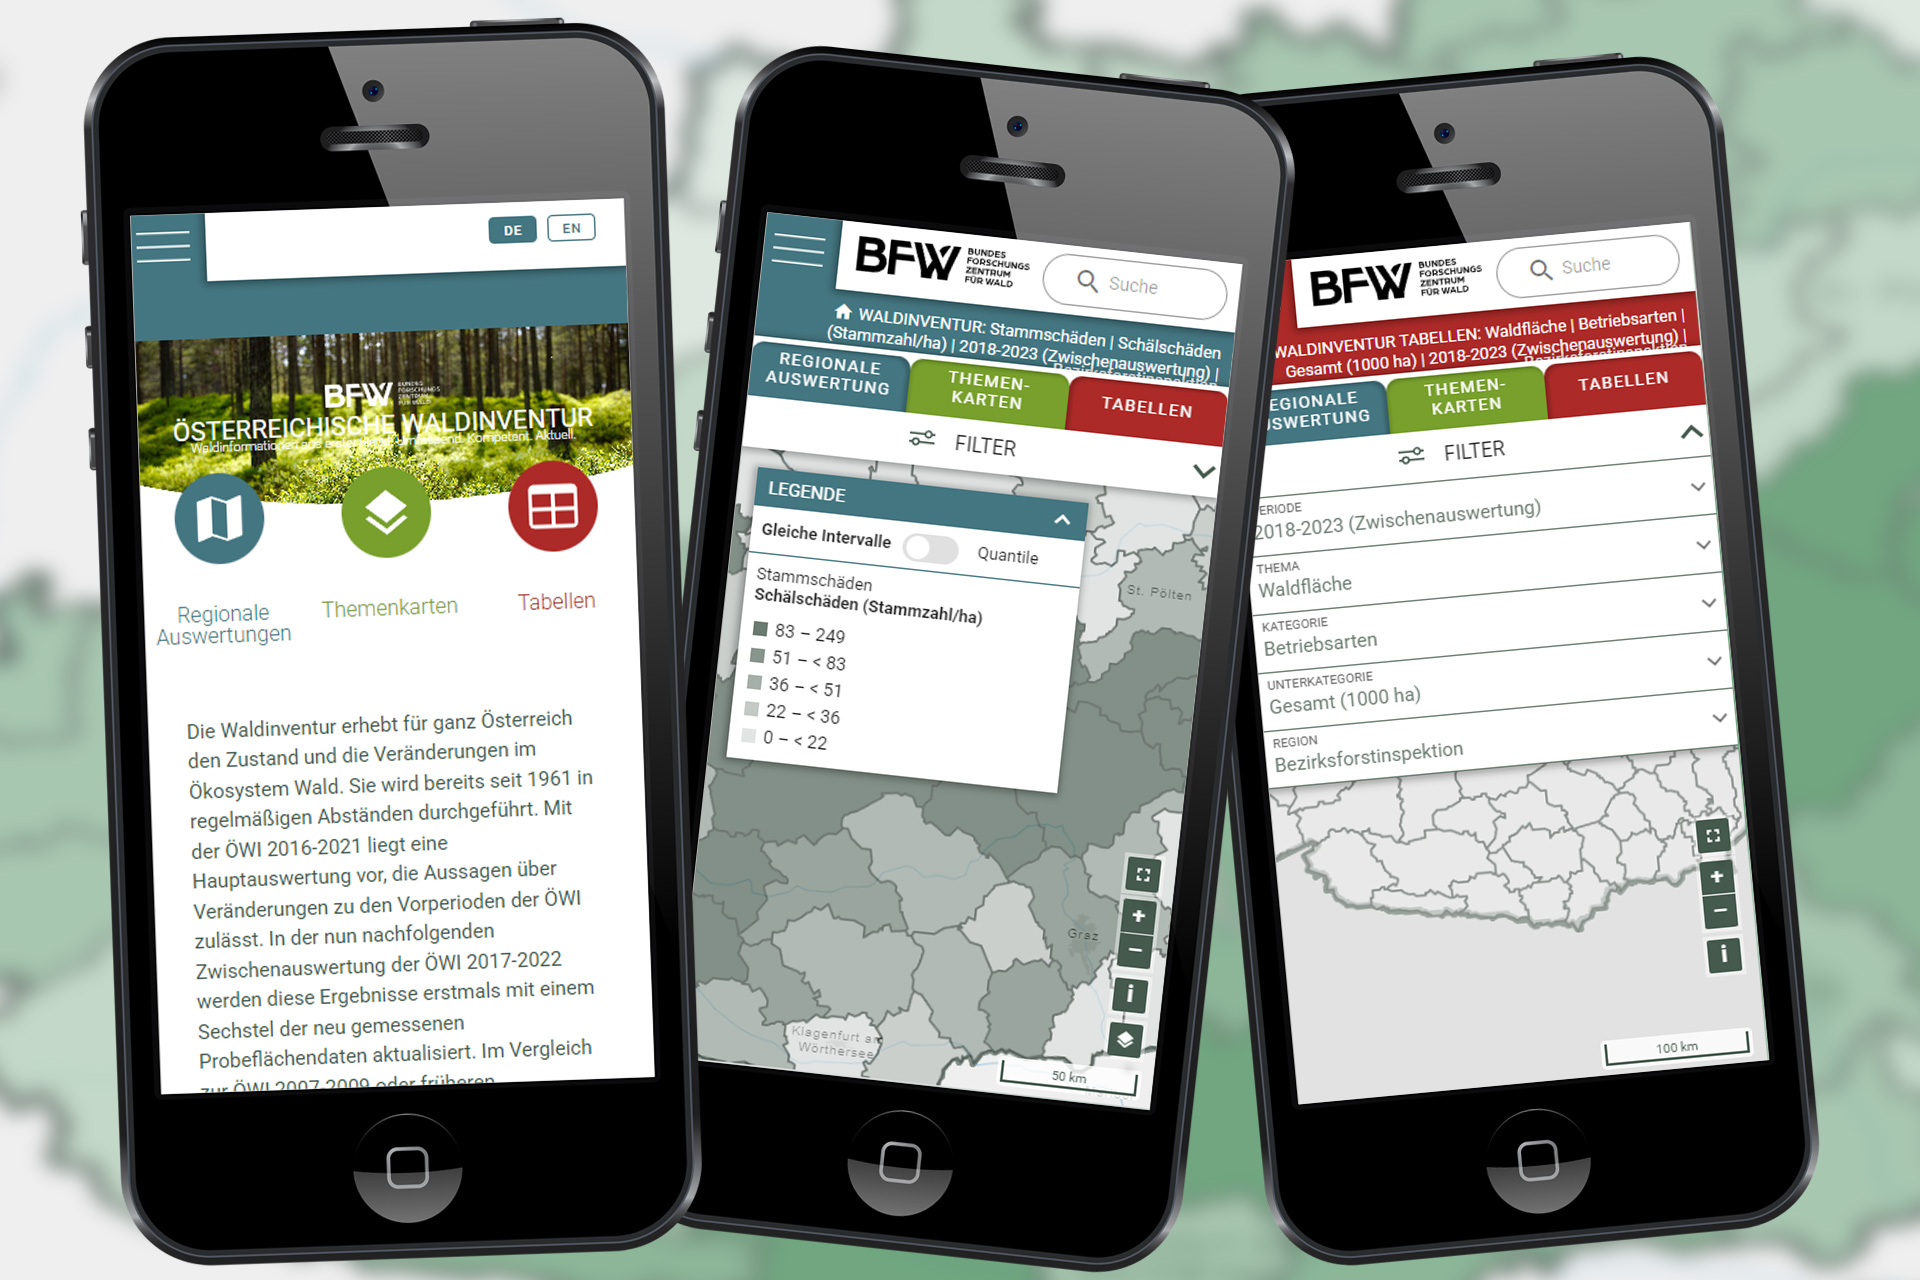 DE
EN
BFW
BUNDES
FORSCHUNGS
ZENTRUM
FÜR WALD
ÖSTERREICHISCHE WALDINVENTUR
Waldinformationen aus erster Hand. Umfassend. Kompetent. Aktuell.
Regionale
Auswertungen
Themenkarten
Tabellen
Die Waldinventur erhebt für ganz Österreich
den Zustand und die Veränderungen im
Ökosystem Wald. Sie wird bereits seit 1961 in
regelmäßigen Abständen durchgeführt. Mit
der ÖWI 2016-2021 liegt eine
Hauptauswertung vor, die Aussagen über
Veränderungen zu den Vorperioden der ÖWI
zulässt. In der nun nachfolgenden
Zwischenauswertung der ÖWI 2017-2022
werden diese Ergebnisse erstmals mit einem
Sechstel der neu gemessenen
Probeflächendaten aktualisiert. Im Vergleich
zur ÖWI 2007-2009 oder früheren
BFW
BUNDES
FORSCHUNGS
ZENTRUM
FÜR WALD
Suche
WALDINVENTUR: Stammschäden | Schälschäden
(Stammzahl/ha) | 2018-2023 (Zwischenauswertung) |
Bezirksforstinspektion
REGIONALE
AUSWERTUNG
THEMEN-
KARTEN
TABELLEN
FILTER
LEGENDE
Gleiche Intervalle
Quantile
Stammschäden
Schälschäden (Stammzahl/ha)
83 – 249
51 – < 83
36 – < 51
22 – < 36
0 – < 22
St. Pölten
Graz
Klagenfurt am
Wörthersee
50 km
BFW
BUNDES
FORSCHUNGS
ZENTRUM
FÜR WALD
Suche
WALDINVENTUR TABELLEN: Waldfläche | Betriebsarten |
Gesamt (1000 ha) | 2018-2023 (Zwischenauswertung) |
Bezirksforstinspektion
EGIONALE
USWERTUNG
THEMEN-
KARTEN
TABELLEN
FILTER
ERIODE
2018-2023 (Zwischenauswertung)
THEMA
Waldfläche
KATEGORIE
Betriebsarten
UNTERKATEGORIE
Gesamt (1000 ha)
REGION
Bezirksforstinspektion
100 km